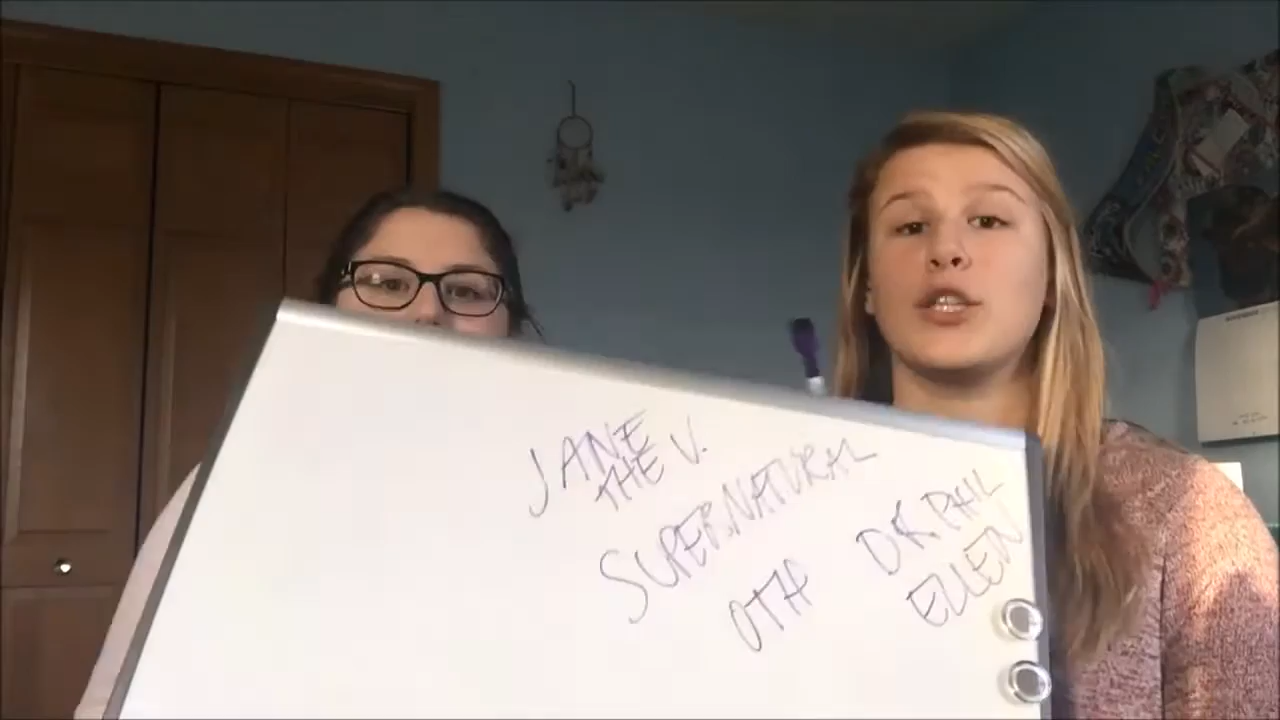 JANE
THE V.
SUPERNATURAL
OTH
DR. PHIL
ELLEN